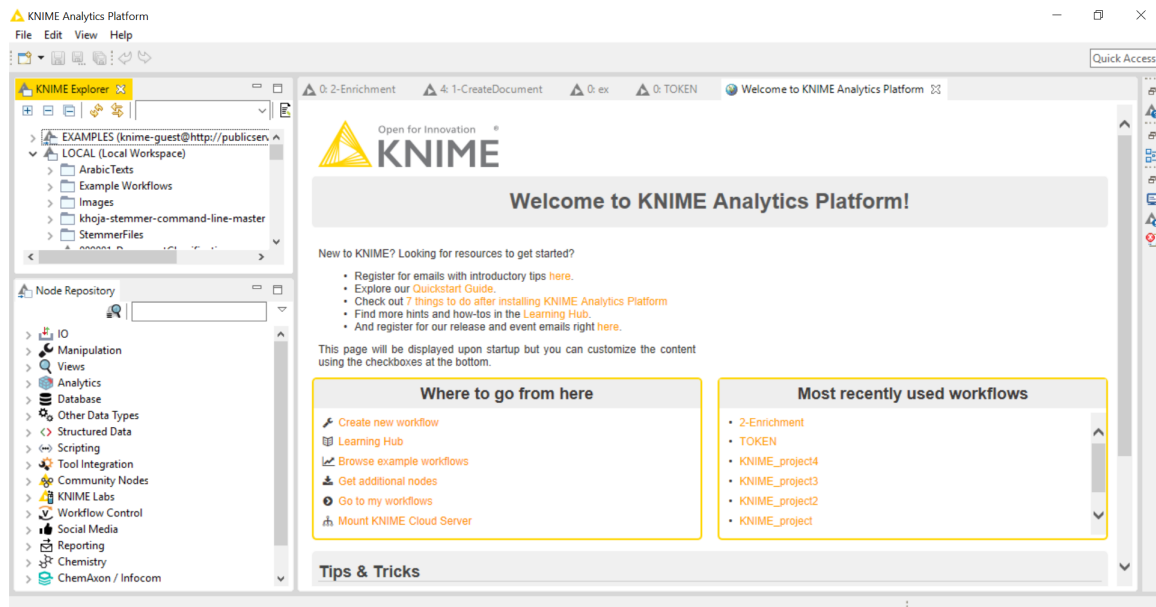 KNIME Analytics Platform
File Edit View Help
Quick Access
KNIME Explorer
0: 2-Enrichment
4: 1-CreateDocument
0: ex
0: TOKEN
Welcome to KNIME Analytics Platform
EXAMPLES (knime-guest@http://publicserv
LOCAL (Local Workspace)
ArabicTexts
Example Workflows
Images
khoja-stemmer-command-line-master
StemmerFiles
Node Repository
IO
Manipulation
Views
Analytics
Database
Other Data Types
Structured Data
Scripting
Tool Integration
Community Nodes
KNIME Labs
Workflow Control
Social Media
Reporting
Chemistry
ChemAxon / Infocom
Open for Innovation ®
KNIME
Welcome to KNIME Analytics Platform!
New to KNIME? Looking for resources to get started?
• Register for emails with introductory tips here.
• Explore our Quickstart Guide.
• Check out 7 things to do after installing KNIME Analytics Platform
• Find more hints and how-tos in the Learning Hub.
• And register for our release and event emails right here.
This page will be displayed upon startup but you can customize the content
using the checkboxes at the bottom.
Where to go from here
Create new workflow
Learning Hub
Browse example workflows
Get additional nodes
Go to my workflows
Mount KNIME Cloud Server
Most recently used workflows
• 2-Enrichment
• TOKEN
• KNIME_project4
• KNIME_project3
• KNIME_project2
• KNIME_project
Tips & Tricks